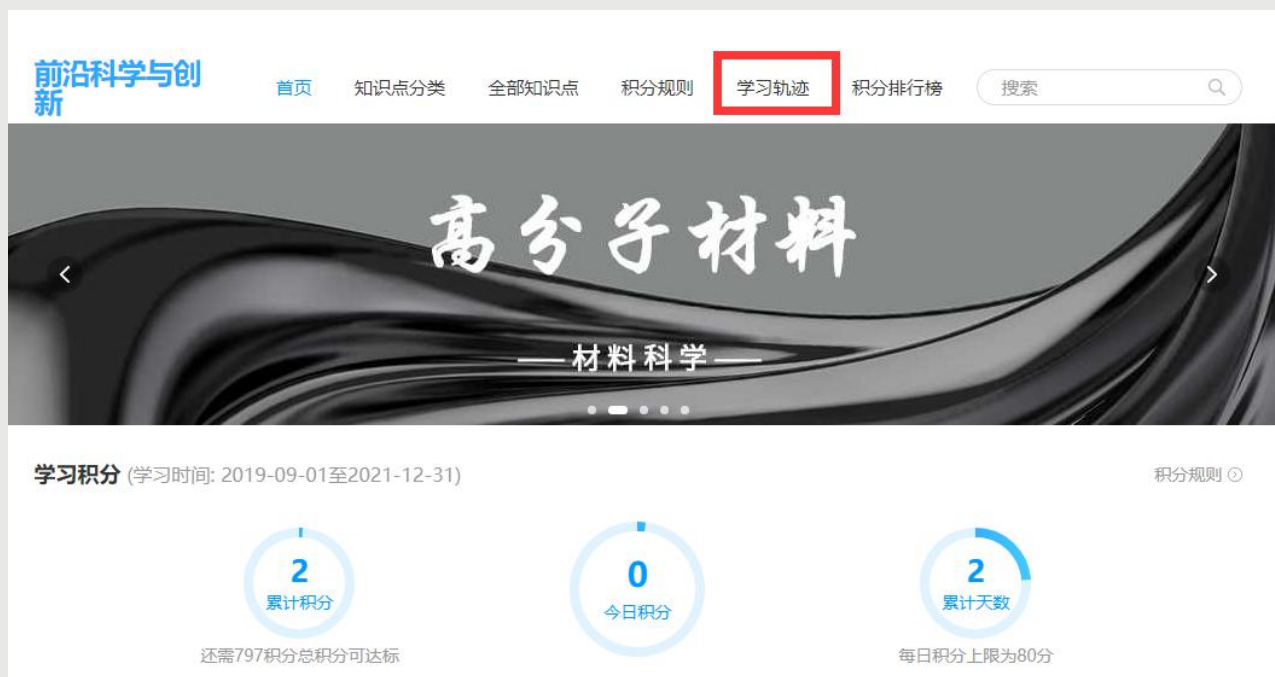 前沿科学与创
新
首页 知识点分类 全部知识点 积分规则 学习轨迹 积分排行榜 搜索
高分子材料
材料科学
学习积分 (学习时间: 2019-09-01至2021-12-31) 积分规则
2 0 2
累计积分 今日积分 累计天数
还需797积分总积分可达标 每日积分上限为80分